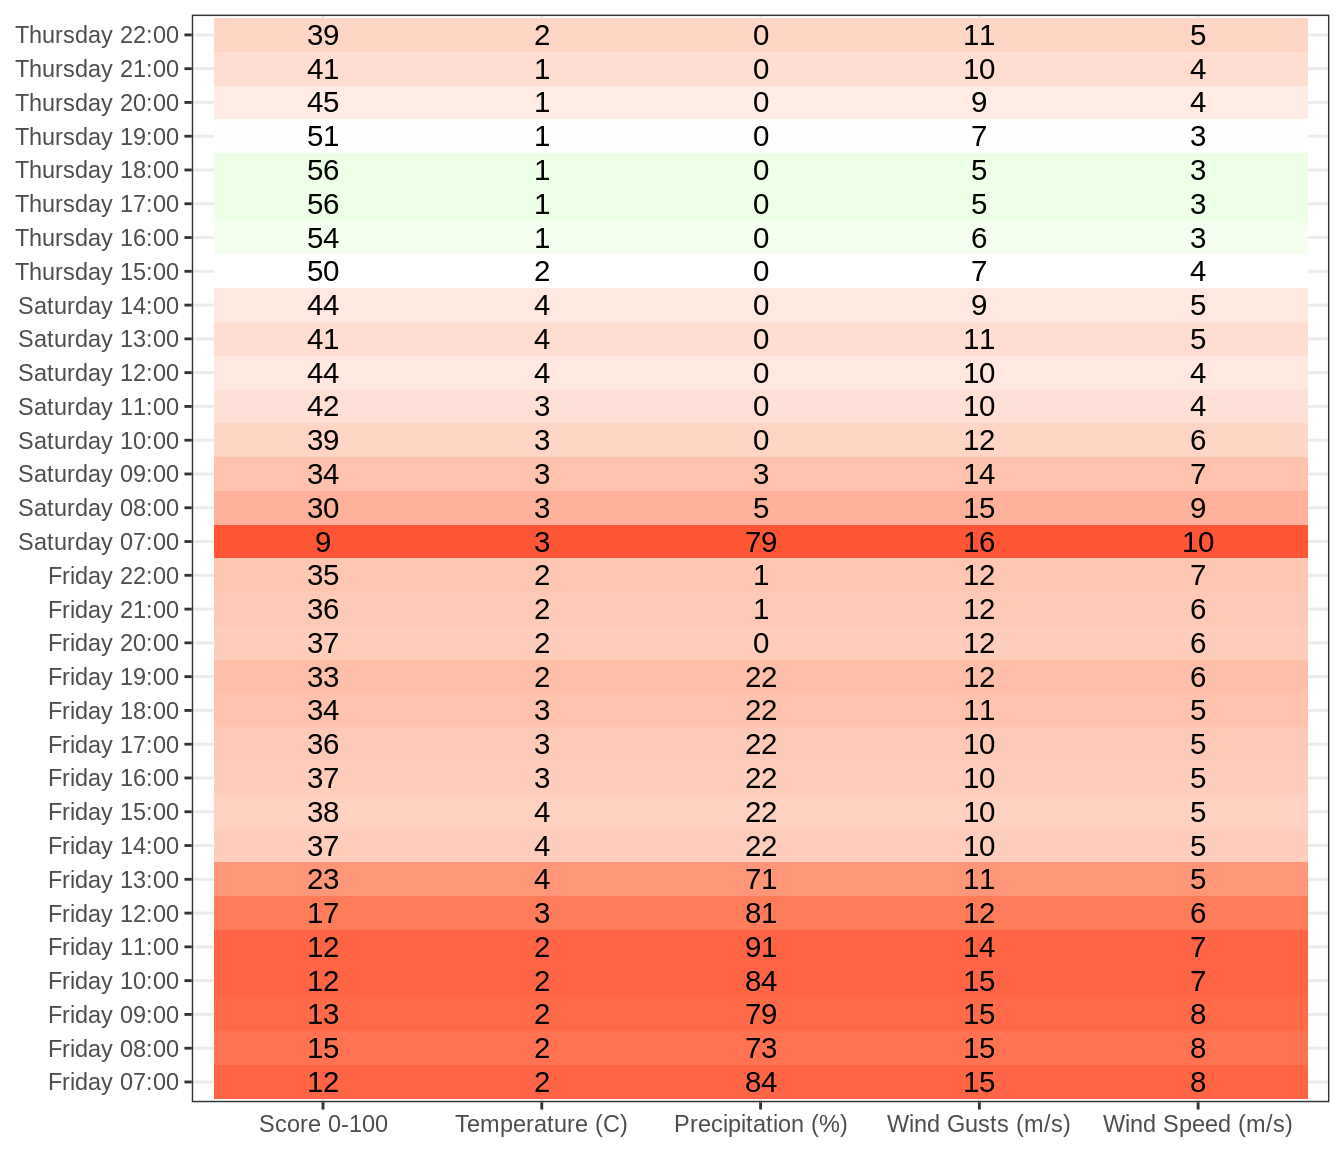 Thursday 22:00 39 2 0 11 5
Thursday 21:00 41 1 0 10 4
Thursday 20:00 45 1 0 9 4
Thursday 19:00 51 1 0 7 3
Thursday 18:00 56 1 0 5 3
Thursday 17:00 56 1 0 5 3
Thursday 16:00 54 1 0 6 3
Thursday 15:00 50 2 0 7 4
Saturday 14:00 44 4 0 9 5
Saturday 13:00 41 4 0 11 5
Saturday 12:00 44 4 0 10 4
Saturday 11:00 42 3 0 10 4
Saturday 10:00 39 3 0 12 6
Saturday 09:00 34 3 3 14 7
Saturday 08:00 30 3 5 15 9
Saturday 07:00 9 3 79 16 10
Friday 22:00 35 2 1 12 7
Friday 21:00 36 2 1 12 6
Friday 20:00 37 2 0 12 6
Friday 19:00 33 2 22 12 6
Friday 18:00 34 3 22 11 5
Friday 17:00 36 3 22 10 5
Friday 16:00 37 3 22 10 5
Friday 15:00 38 4 22 10 5
Friday 14:00 37 4 22 10 5
Friday 13:00 23 4 71 11 5
Friday 12:00 17 3 81 12 6
Friday 11:00 12 2 91 14 7
Friday 10:00 12 2 84 15 7
Friday 09:00 13 2 79 15 8
Friday 08:00 15 2 73 15 8
Friday 07:00 12 2 84 15 8
Score 0-100 Temperature (C) Precipitation (%) Wind Gusts (m/s) Wind Speed (m/s)